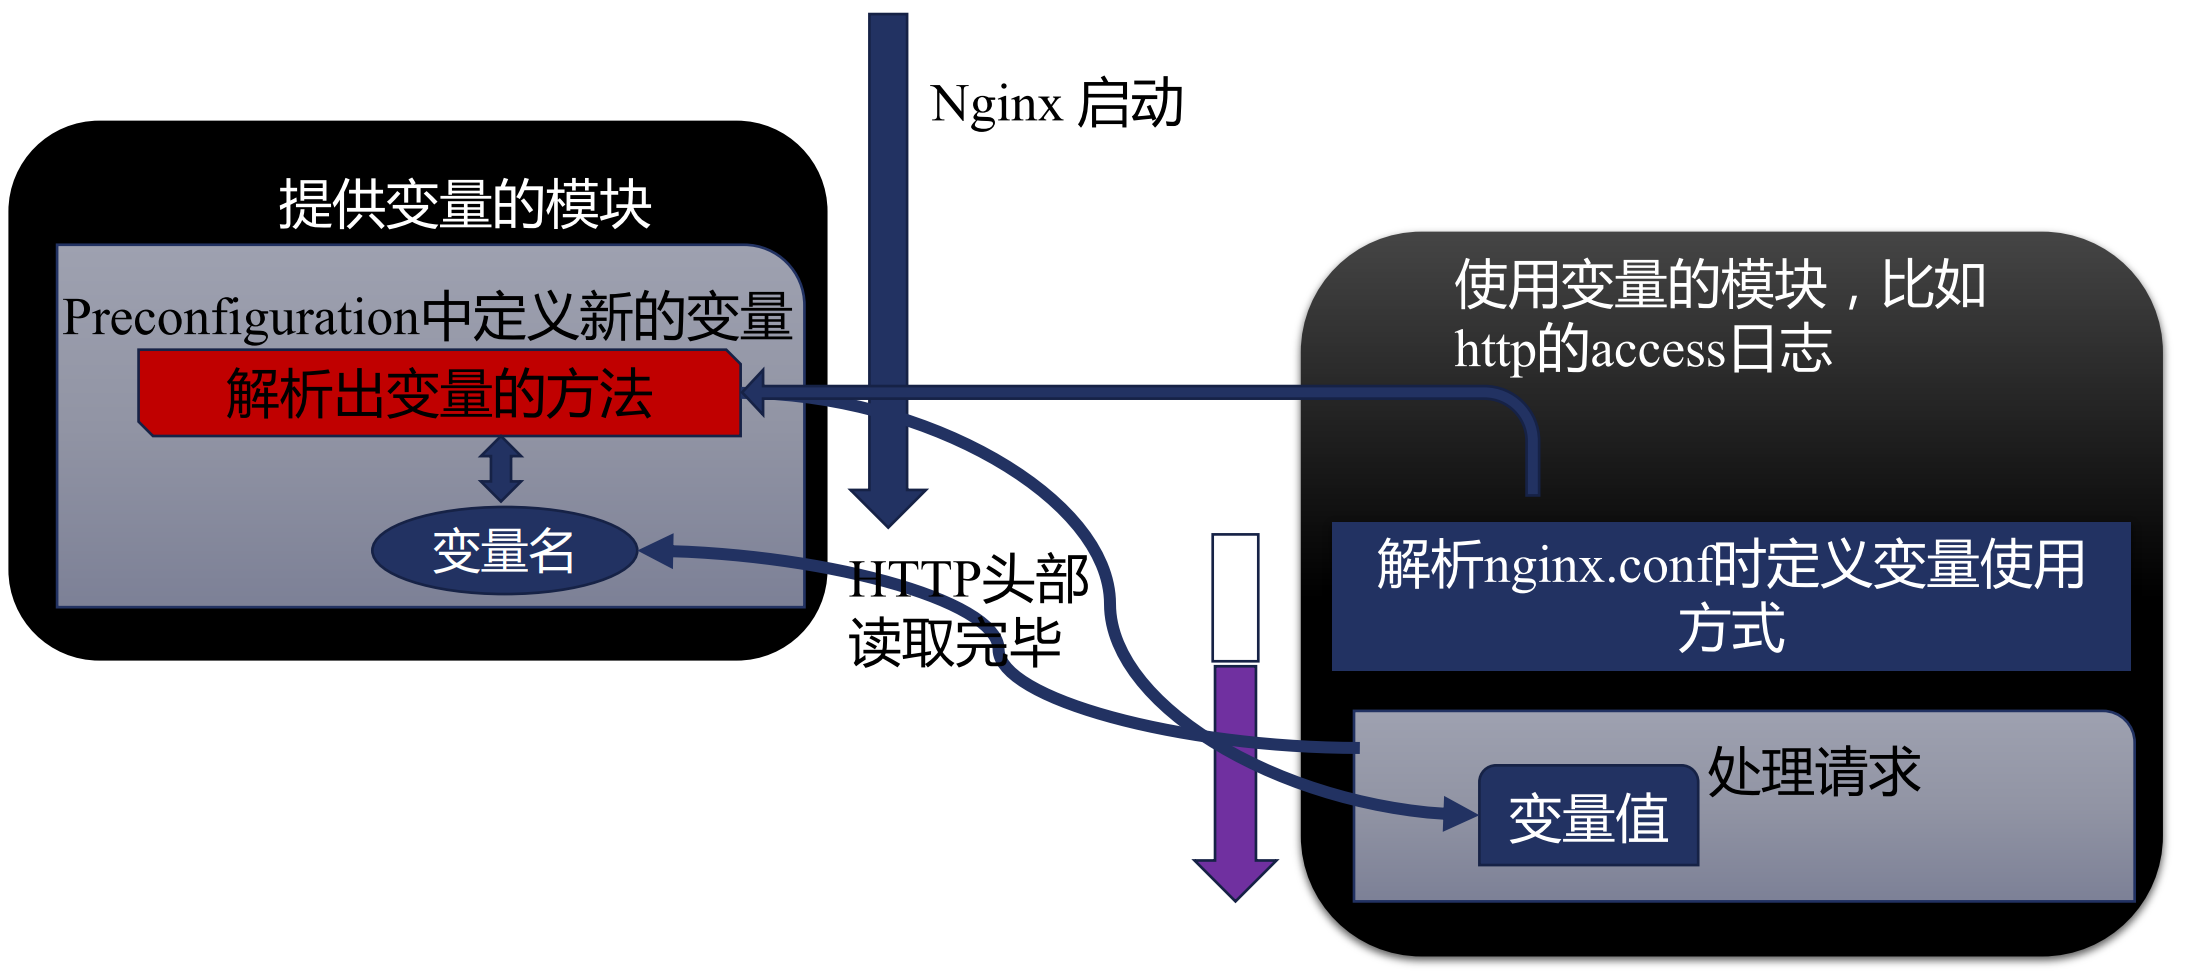 Nginx 启动
提供变量的模块
Preconfiguration中定义新的变量
解析出变量的方法
变量名
HTTP头部
读取完毕
使用变量的模块，比如
http的access日志
解析nginx.conf时定义变量使用
方式
处理请求
变量值